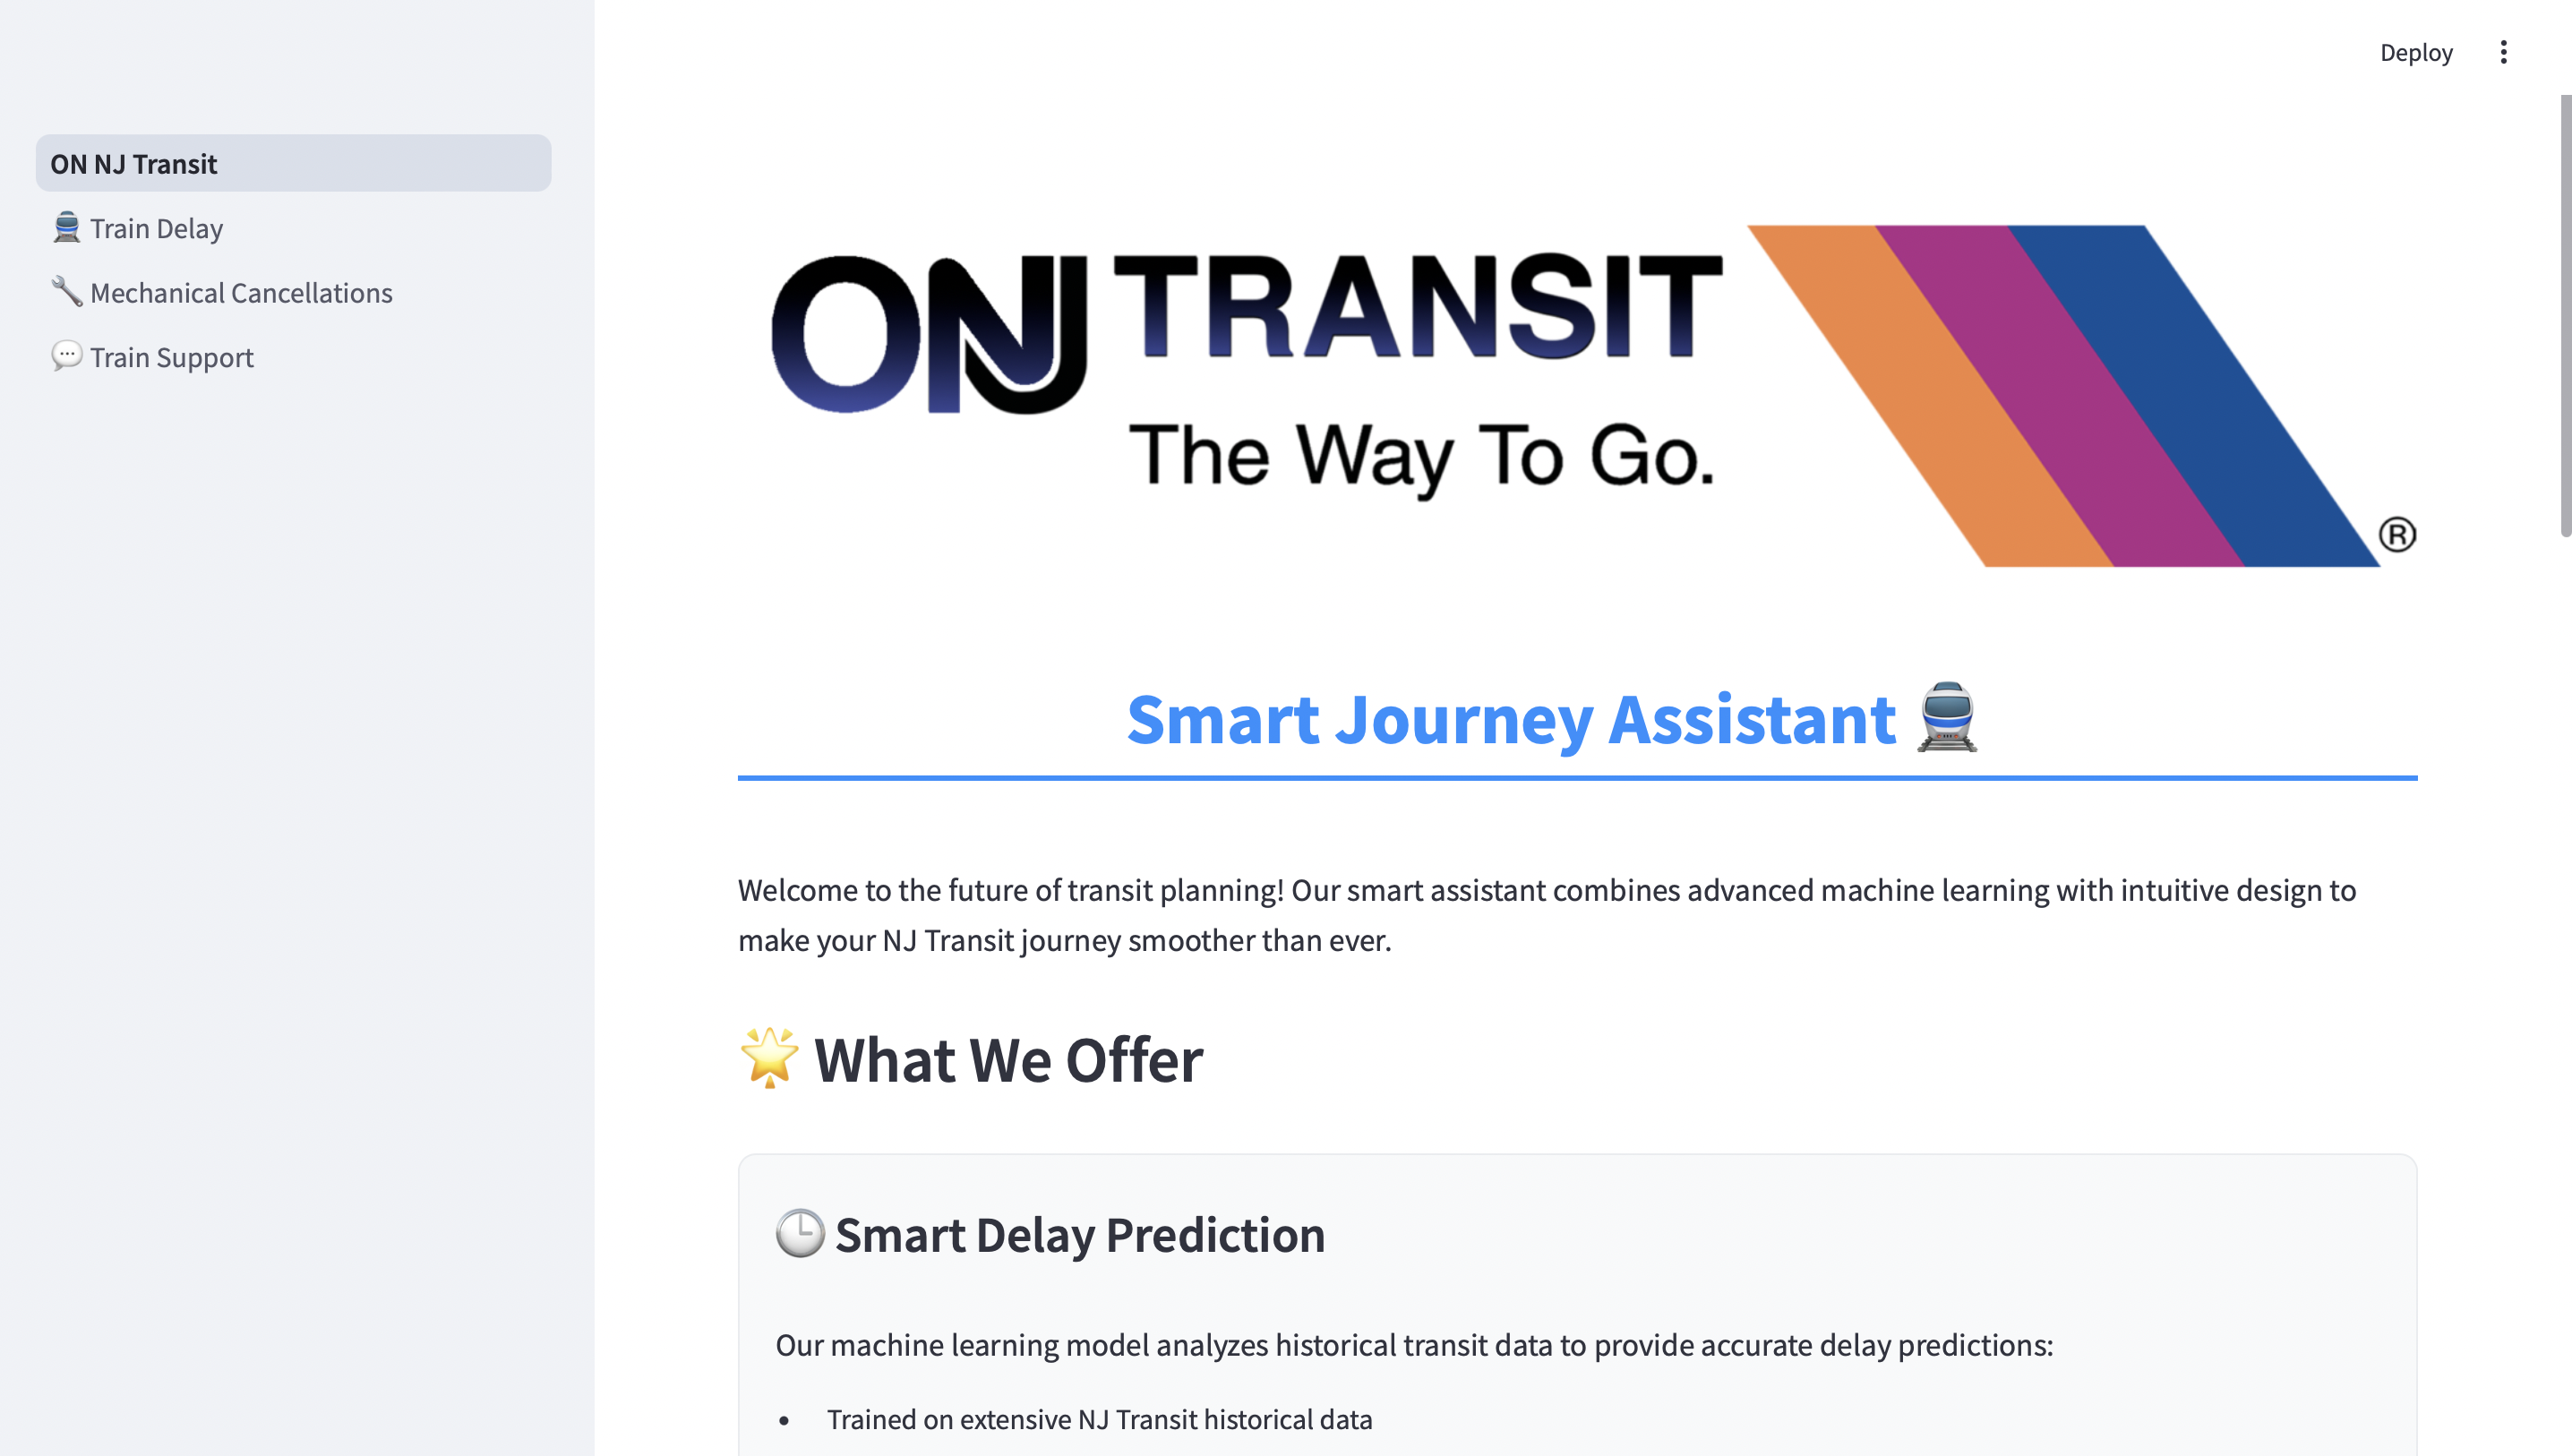 Deploy
ON NJ Transit
🚆 Train Delay
🔧 Mechanical Cancellations
💬 Train Support
ONJ TRANSIT
The Way To Go.
®
Smart Journey Assistant 🚆
Welcome to the future of transit planning! Our smart assistant combines advanced machine learning with intuitive design to
make your NJ Transit journey smoother than ever.
🌟 What We Offer
🕒 Smart Delay Prediction
Our machine learning model analyzes historical transit data to provide accurate delay predictions:
• Trained on extensive NJ Transit historical data